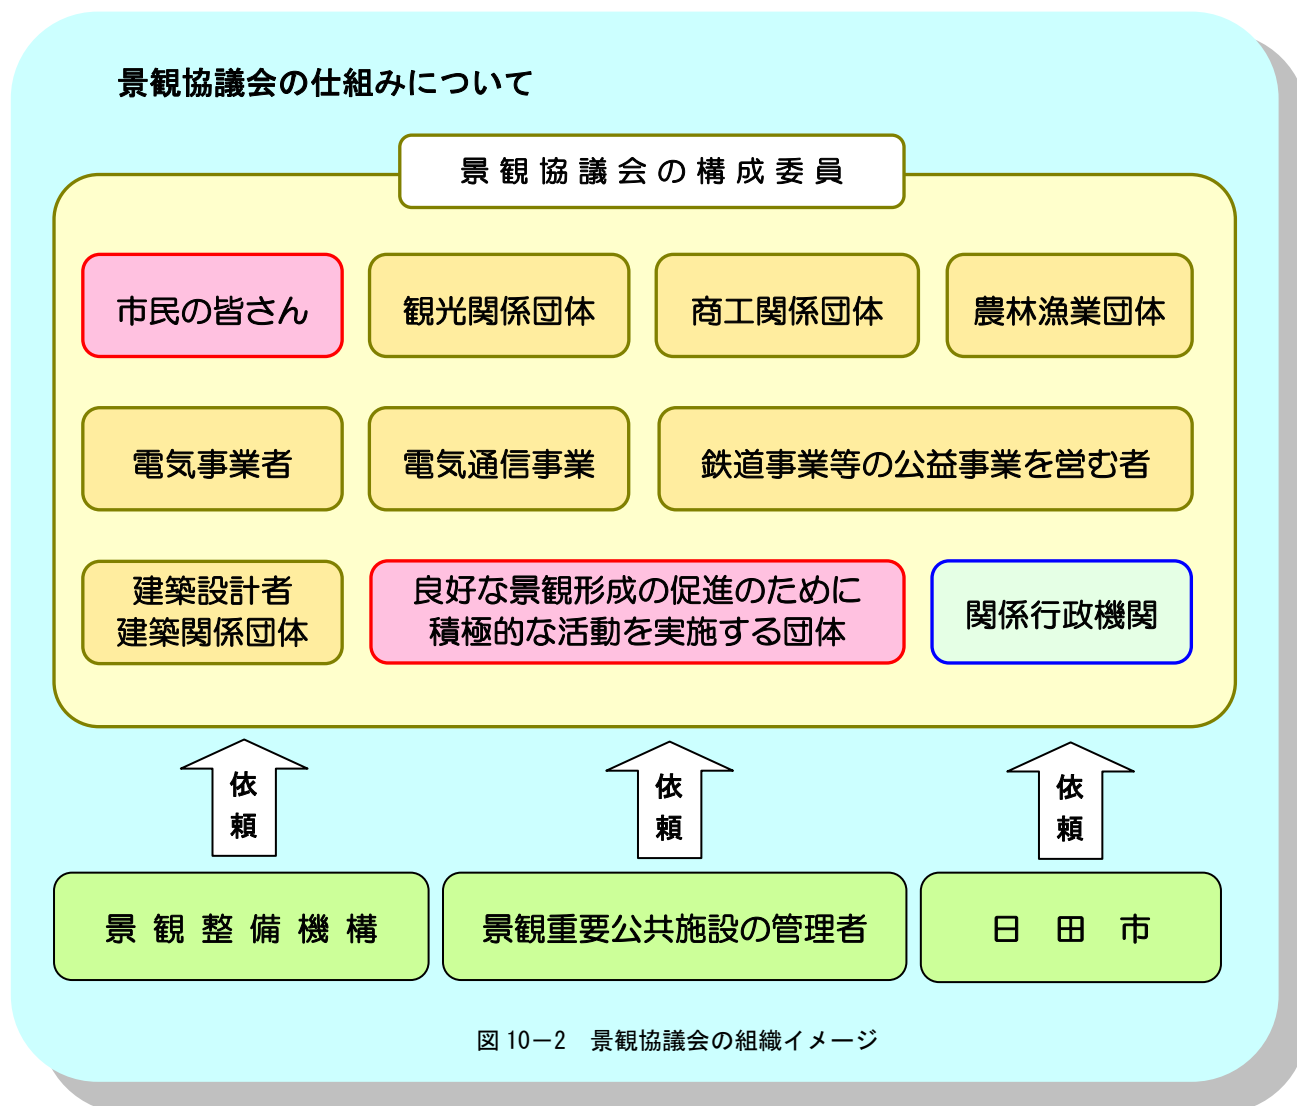 景観協議会の仕組みについて
景観協議会の構成委員
市民の皆さん
観光関係団体
商工関係団体
農林漁業団体
電気事業者
電気通信事業
鉄道事業等の公益事業を営む者
建築設計者
建築関係団体
良好な景観形成の促進のために
積極的な活動を実施する団体
関係行政機関
依
頼
依
頼
依
頼
景観整備機構
景観重要公共施設の管理者
日田市
図10－2　景観協議会の組織イメージ